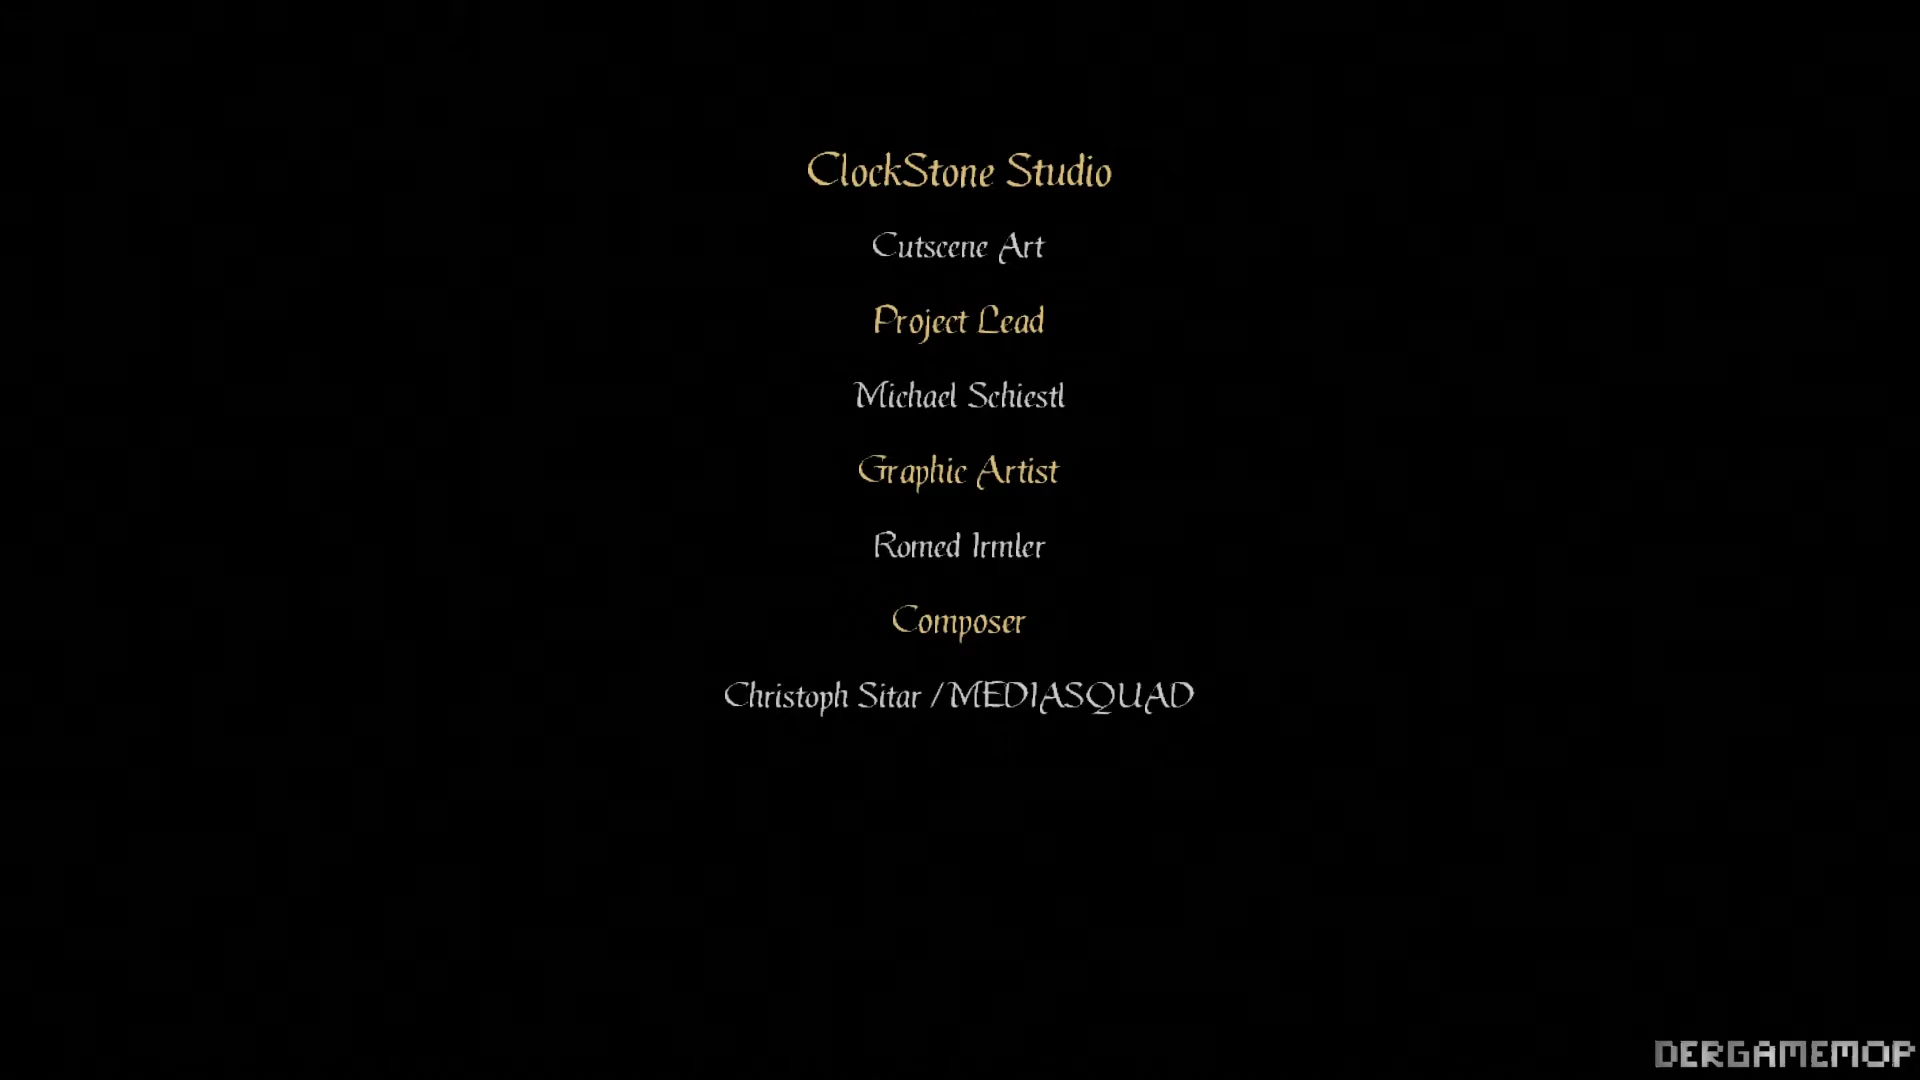 ClockStone Studio
Cutscene Art
Project Lead
Michael Schiestl
Graphic Artist
Romed Irmler
Composer
Christoph Sitar / MEDIASQUAD
DERGAMEMOP